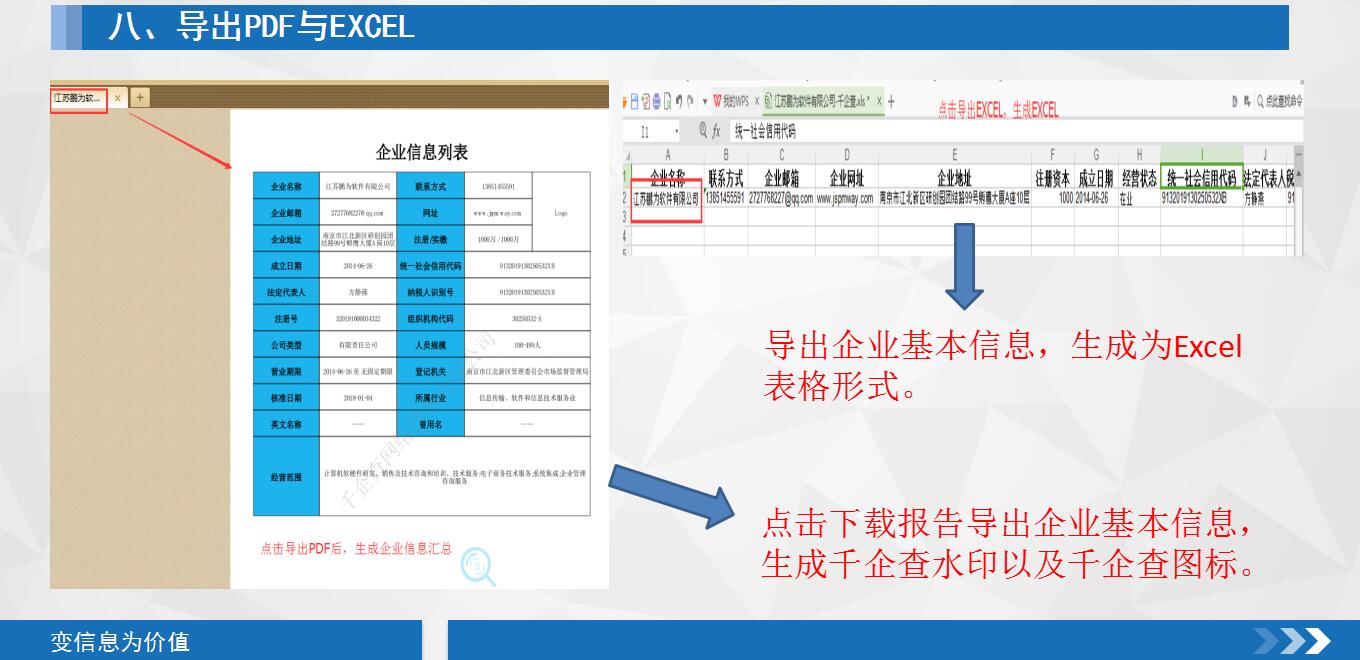 八、导出PDF与EXCEL
江苏鹏为软...
企业信息列表
企业名称 江苏鹏为软件有限公司 联系方式 13851455591
企业邮箱 2727768227@qq.com 网址 www.jspmway.com Logo
企业地址 南京市江北新区研创园团结路99号孵鹰大厦A座10层 注册/实缴 1000万/1000万
成立日期 2014-06-26 统一社会信用代码 9132019130250532XB
法定代表人 方静燕 纳税人识别号 9132019130250532XB
注册号 320191000034322 组织机构代码 30250532-X
公司类型 有限责任公司 人员规模 100-499人
营业期限 2014-06-26 至 无固定期限 登记机关 南京市江北新区管理委员会市场监督管理局
核准日期 2018-01-04 所属行业 信息传输、软件和信息技术服务业
英文名称 —— 曾用名 ——
经营范围 计算机软硬件研发、销售及技术咨询和培训、技术服务;电子商务技术服务;系统集成;企业管理
咨询服务
点击导出PDF后，生成企业信息汇总
我的WPS 江苏鹏为软件有限公司-千企查.xls * 点此查找命令
点击导出EXCEL，生成EXCEL
I1 fx 统一社会信用代码
A B C D E F G H I J
1 企业名称 联系方式 企业邮箱 企业网址 企业地址 注册资本 成立日期 经营状态 统一社会信用代码 法定代表人
2 江苏鹏为软件有限公司 13851455591 2727768227@qq.com www.jspmway.com 南京市江北新区研创园团结路99号孵鹰大厦A座10层 1000 2014-06-26 在业 9132019130250532XB 方静燕 91
3
4
5
导出企业基本信息，生成为Excel
表格形式。
点击下载报告导出企业基本信息，
生成千企查水印以及千企查图标。
变信息为价值